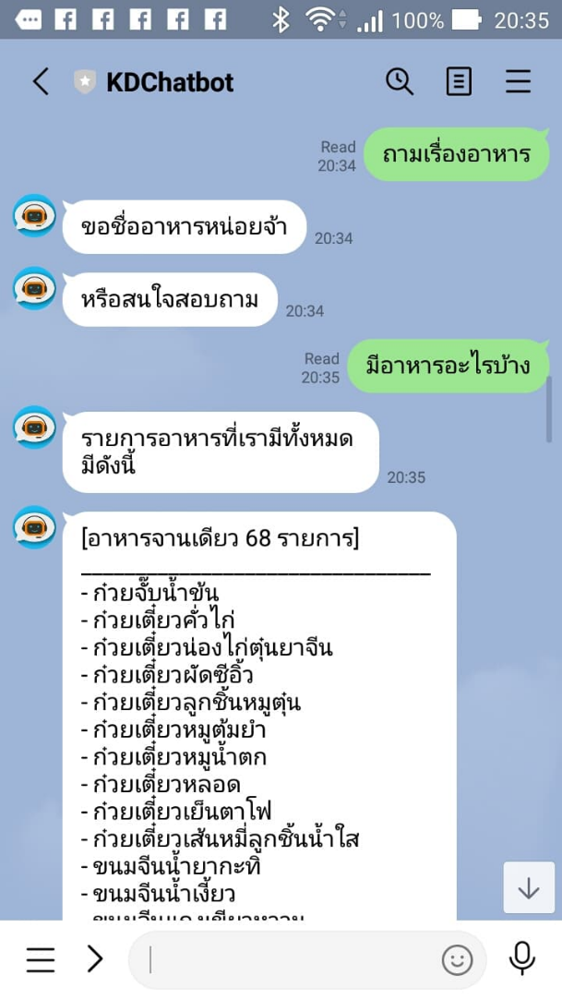 100% 20:35
KDChatbot
Read
20:34
ถามเรื่องอาหาร
ขอชื่ออาหารหน่อยจ้า
20:34
หรือสนใจสอบถาม
20:34
Read
20:35
มีอาหารอะไรบ้าง
รายการอาหารที่เรามีทั้งหมด
มีดังนี้
20:35
[อาหารจานเดียว 68 รายการ]
- ก๋วยจั๊บน้ำข้น
- ก๋วยเตี๋ยวคั่วไก่
- ก๋วยเตี๋ยวน่องไก่ตุ๋นยาจีน
- ก๋วยเตี๋ยวผัดซีอิ้ว
- ก๋วยเตี๋ยวลูกชิ้นหมูตุ๋น
- ก๋วยเตี๋ยวหมูต้มยำ
- ก๋วยเตี๋ยวหมูน้ำตก
- ก๋วยเตี๋ยวหลอด
- ก๋วยเตี๋ยวเย็นตาโฟ
- ก๋วยเตี๋ยวเส้นหมี่ลูกชิ้นน้ำใส
- ขนมจีนน้ำยากะทิ
- ขนมจีนน้ำเงี้ยว